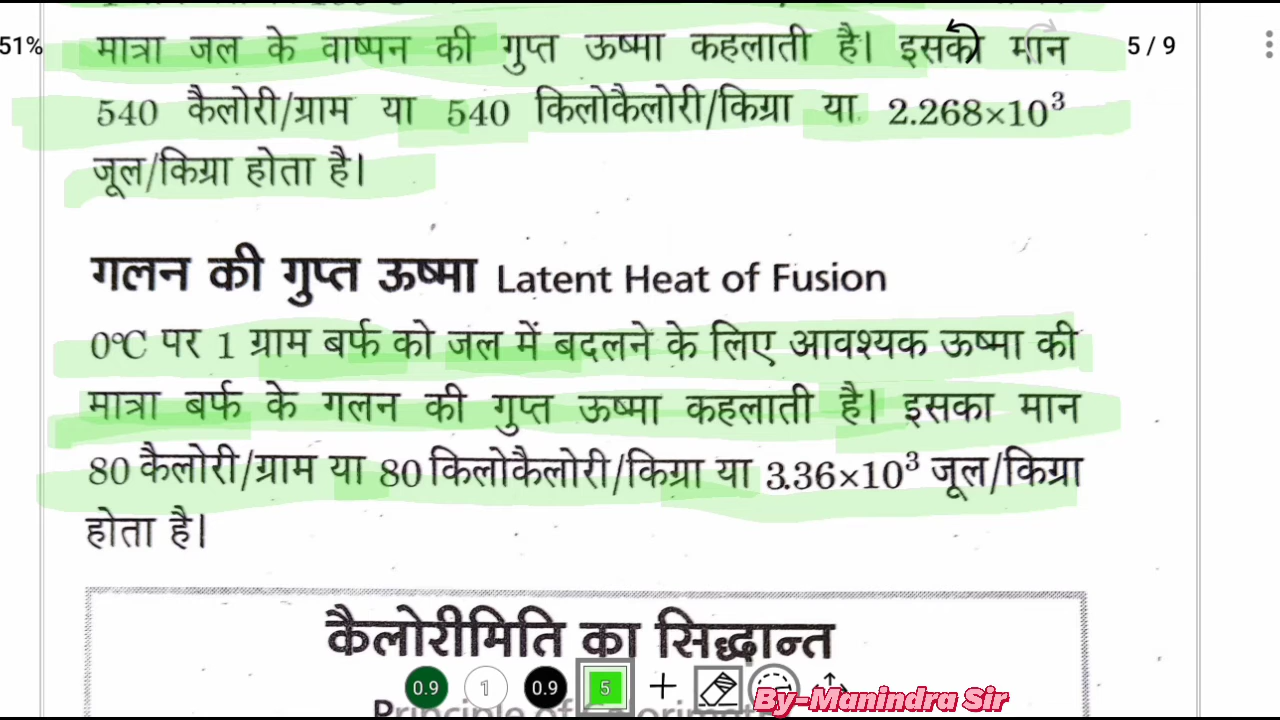 51%
मात्रा जल के वाष्पन की गुप्त ऊष्मा कहलाती है। इसका मान
5 / 9
540 कैलोरी/ग्राम या 540 किलोकैलोरी/किग्रा या 2.268×10³
जूल/किग्रा होता है।
गलन की गुप्त ऊष्मा Latent Heat of Fusion
0°C पर 1 ग्राम बर्फ को जल में बदलने के लिए आवश्यक ऊष्मा की
मात्रा बर्फ के गलन की गुप्त ऊष्मा कहलाती है। इसका मान
80 कैलोरी/ग्राम या 80 किलोकैलोरी/किग्रा या 3.36×10³ जूल/किग्रा
होता है।
कैलोरीमिति का सिद्धान्त
0.9 1 0.9 5
By-Manindra Sir